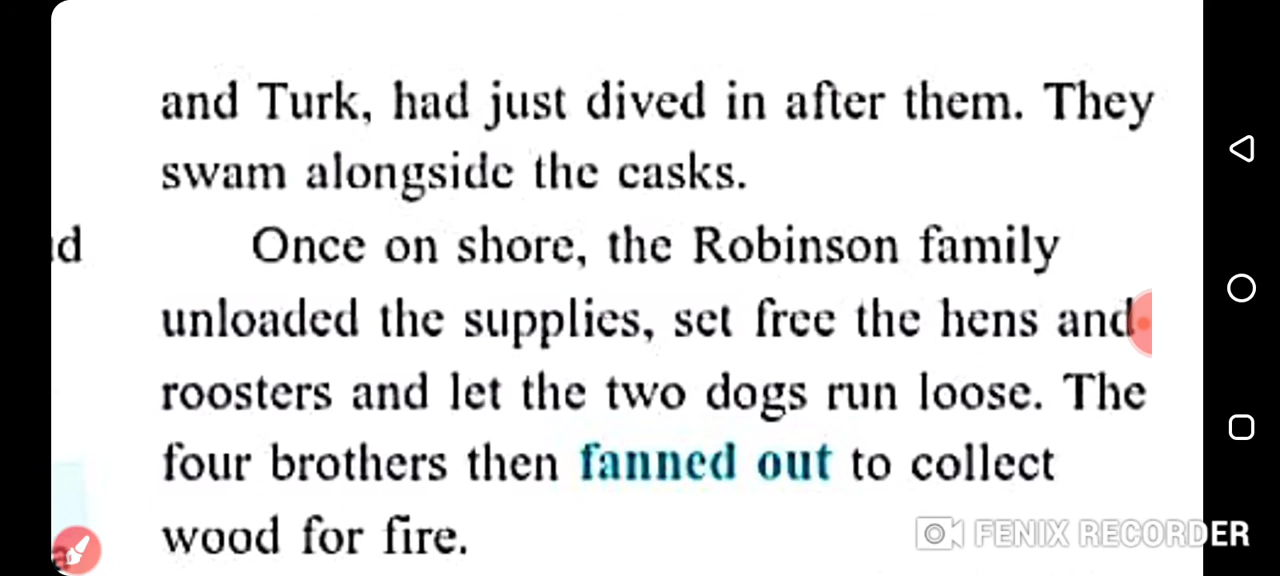 and Turk, had just dived in after them. They
swam alongside the casks.
Once on shore, the Robinson family
unloaded the supplies, set free the hens and
roosters and let the two dogs run loose. The
four brothers then fanned out to collect
wood for fire.
FENIX RECORDER